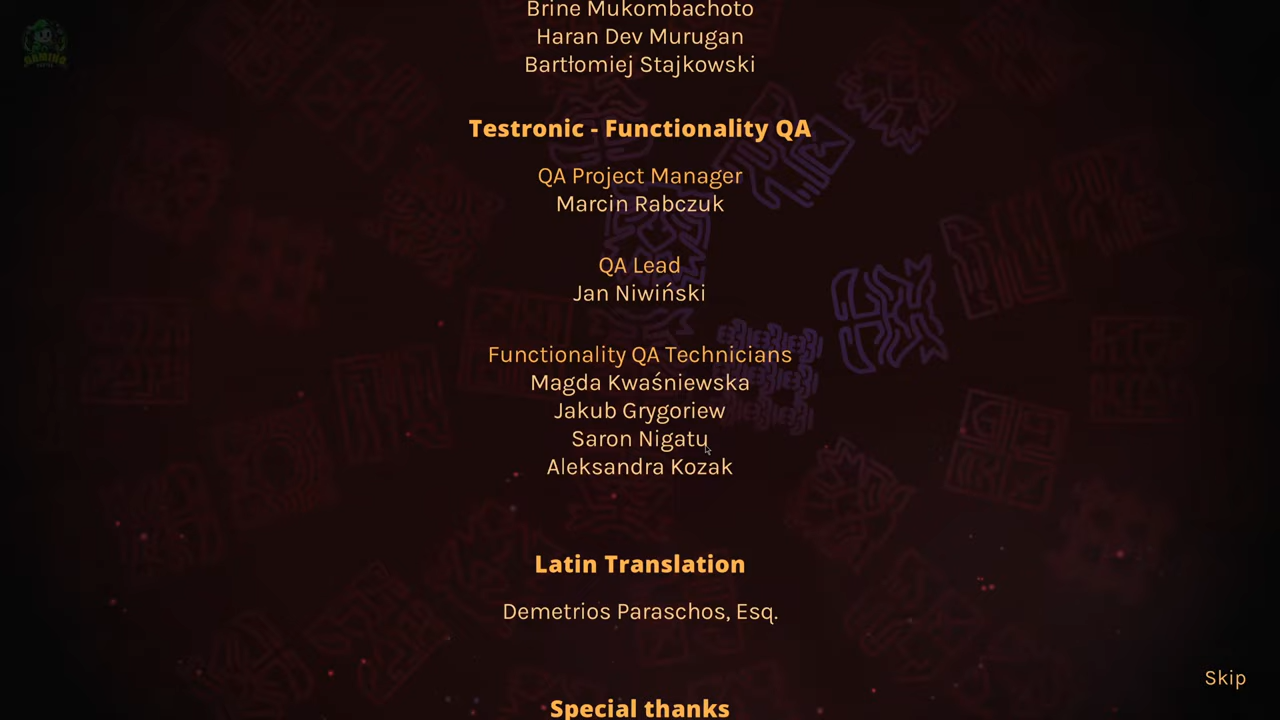 Brine Mukombachoto
Haran Dev Murugan
Bartłomiej Stajkowski
Testronic - Functionality QA
QA Project Manager
Marcin Rabczuk
QA Lead
Jan Niwiński
Functionality QA Technicians
Magda Kwaśniewska
Jakub Grygoriew
Saron Nigatu
Aleksandra Kozak
Latin Translation
Demetrios Paraschos, Esq.
Skip
Special thanks